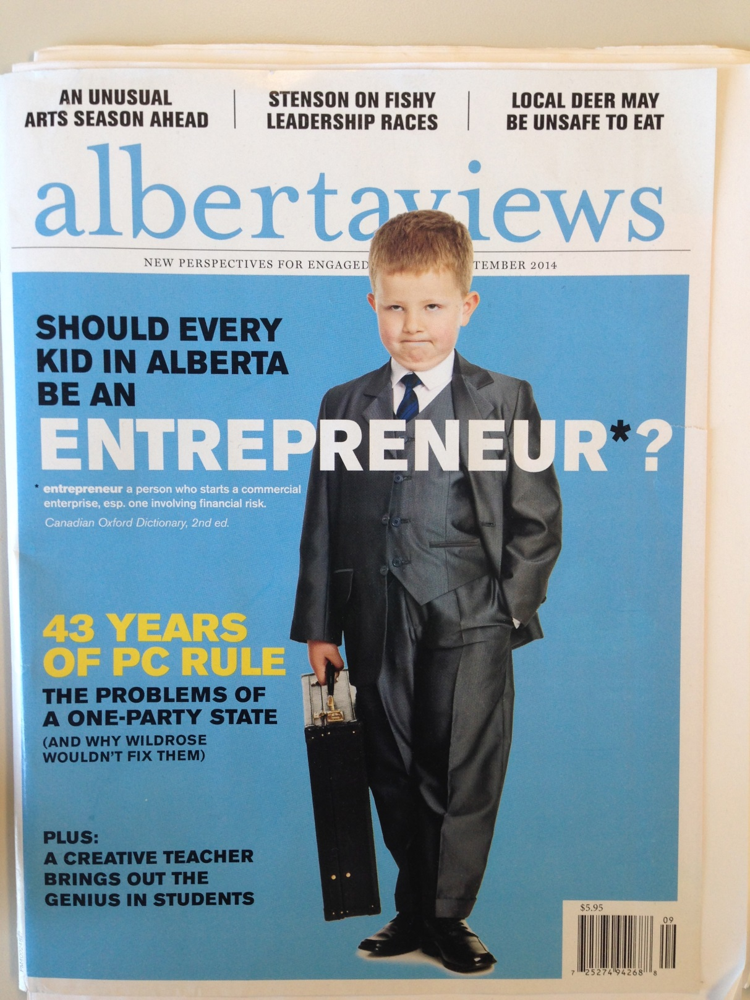 AN UNUSUAL
ARTS SEASON AHEAD
STENSON ON FISHY
LEADERSHIP RACES
LOCAL DEER MAY
BE UNSAFE TO EAT
albertaviews
NEW PERSPECTIVES FOR ENGAGED TEMBER 2014
SHOULD EVERY
KID IN ALBERTA
BE AN
ENTREPRENEUR*?
* entrepreneur a person who starts a commercial
enterprise, esp. one involving financial risk.
Canadian Oxford Dictionary, 2nd ed.
43 YEARS
OF PC RULE
THE PROBLEMS OF
A ONE-PARTY STATE
(AND WHY WILDROSE
WOULDN'T FIX THEM)
PLUS:
A CREATIVE TEACHER
BRINGS OUT THE
GENIUS IN STUDENTS
$5.95
09
7 25274 94268 8